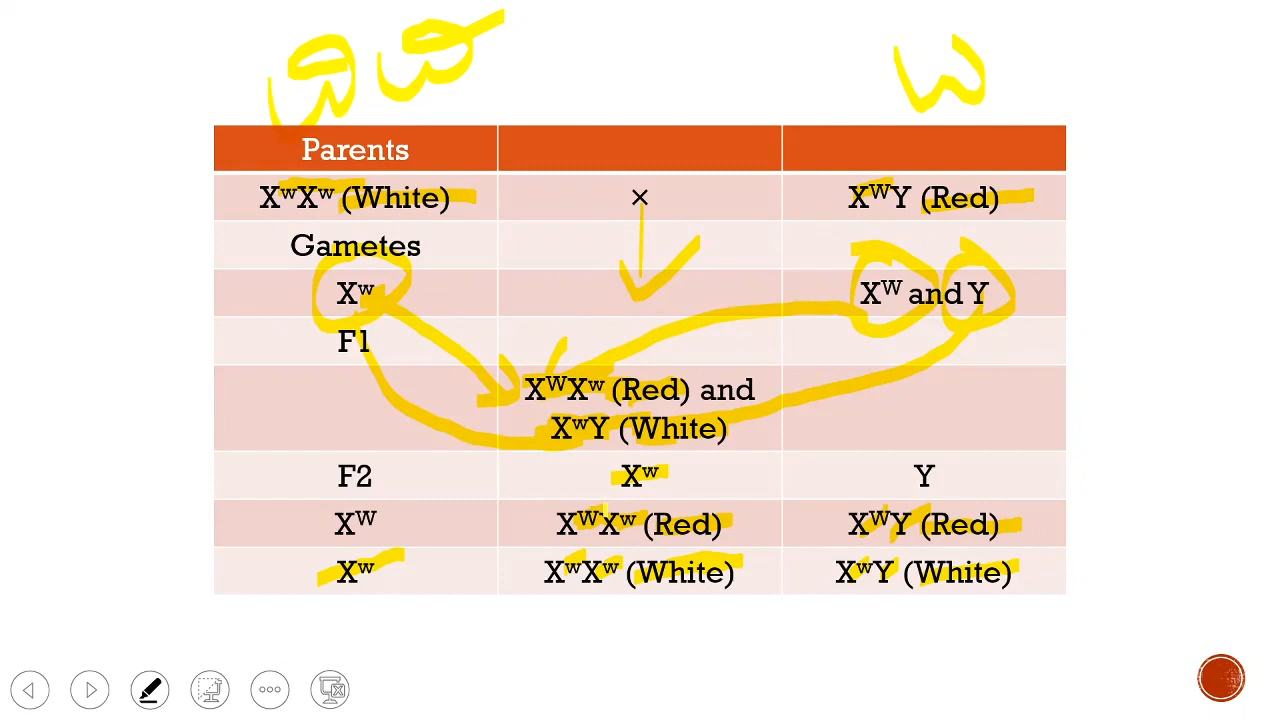 w
Parents
XʷXʷ (White) × XᵂY (Red)
Gametes
Xʷ Xᵂ and Y
F1
XᵂXʷ (Red) and
XʷY (White)
F2 Xʷ Y
Xᵂ XᵂXʷ (Red) XᵂY (Red)
Xʷ XʷXʷ (White) XʷY (White)